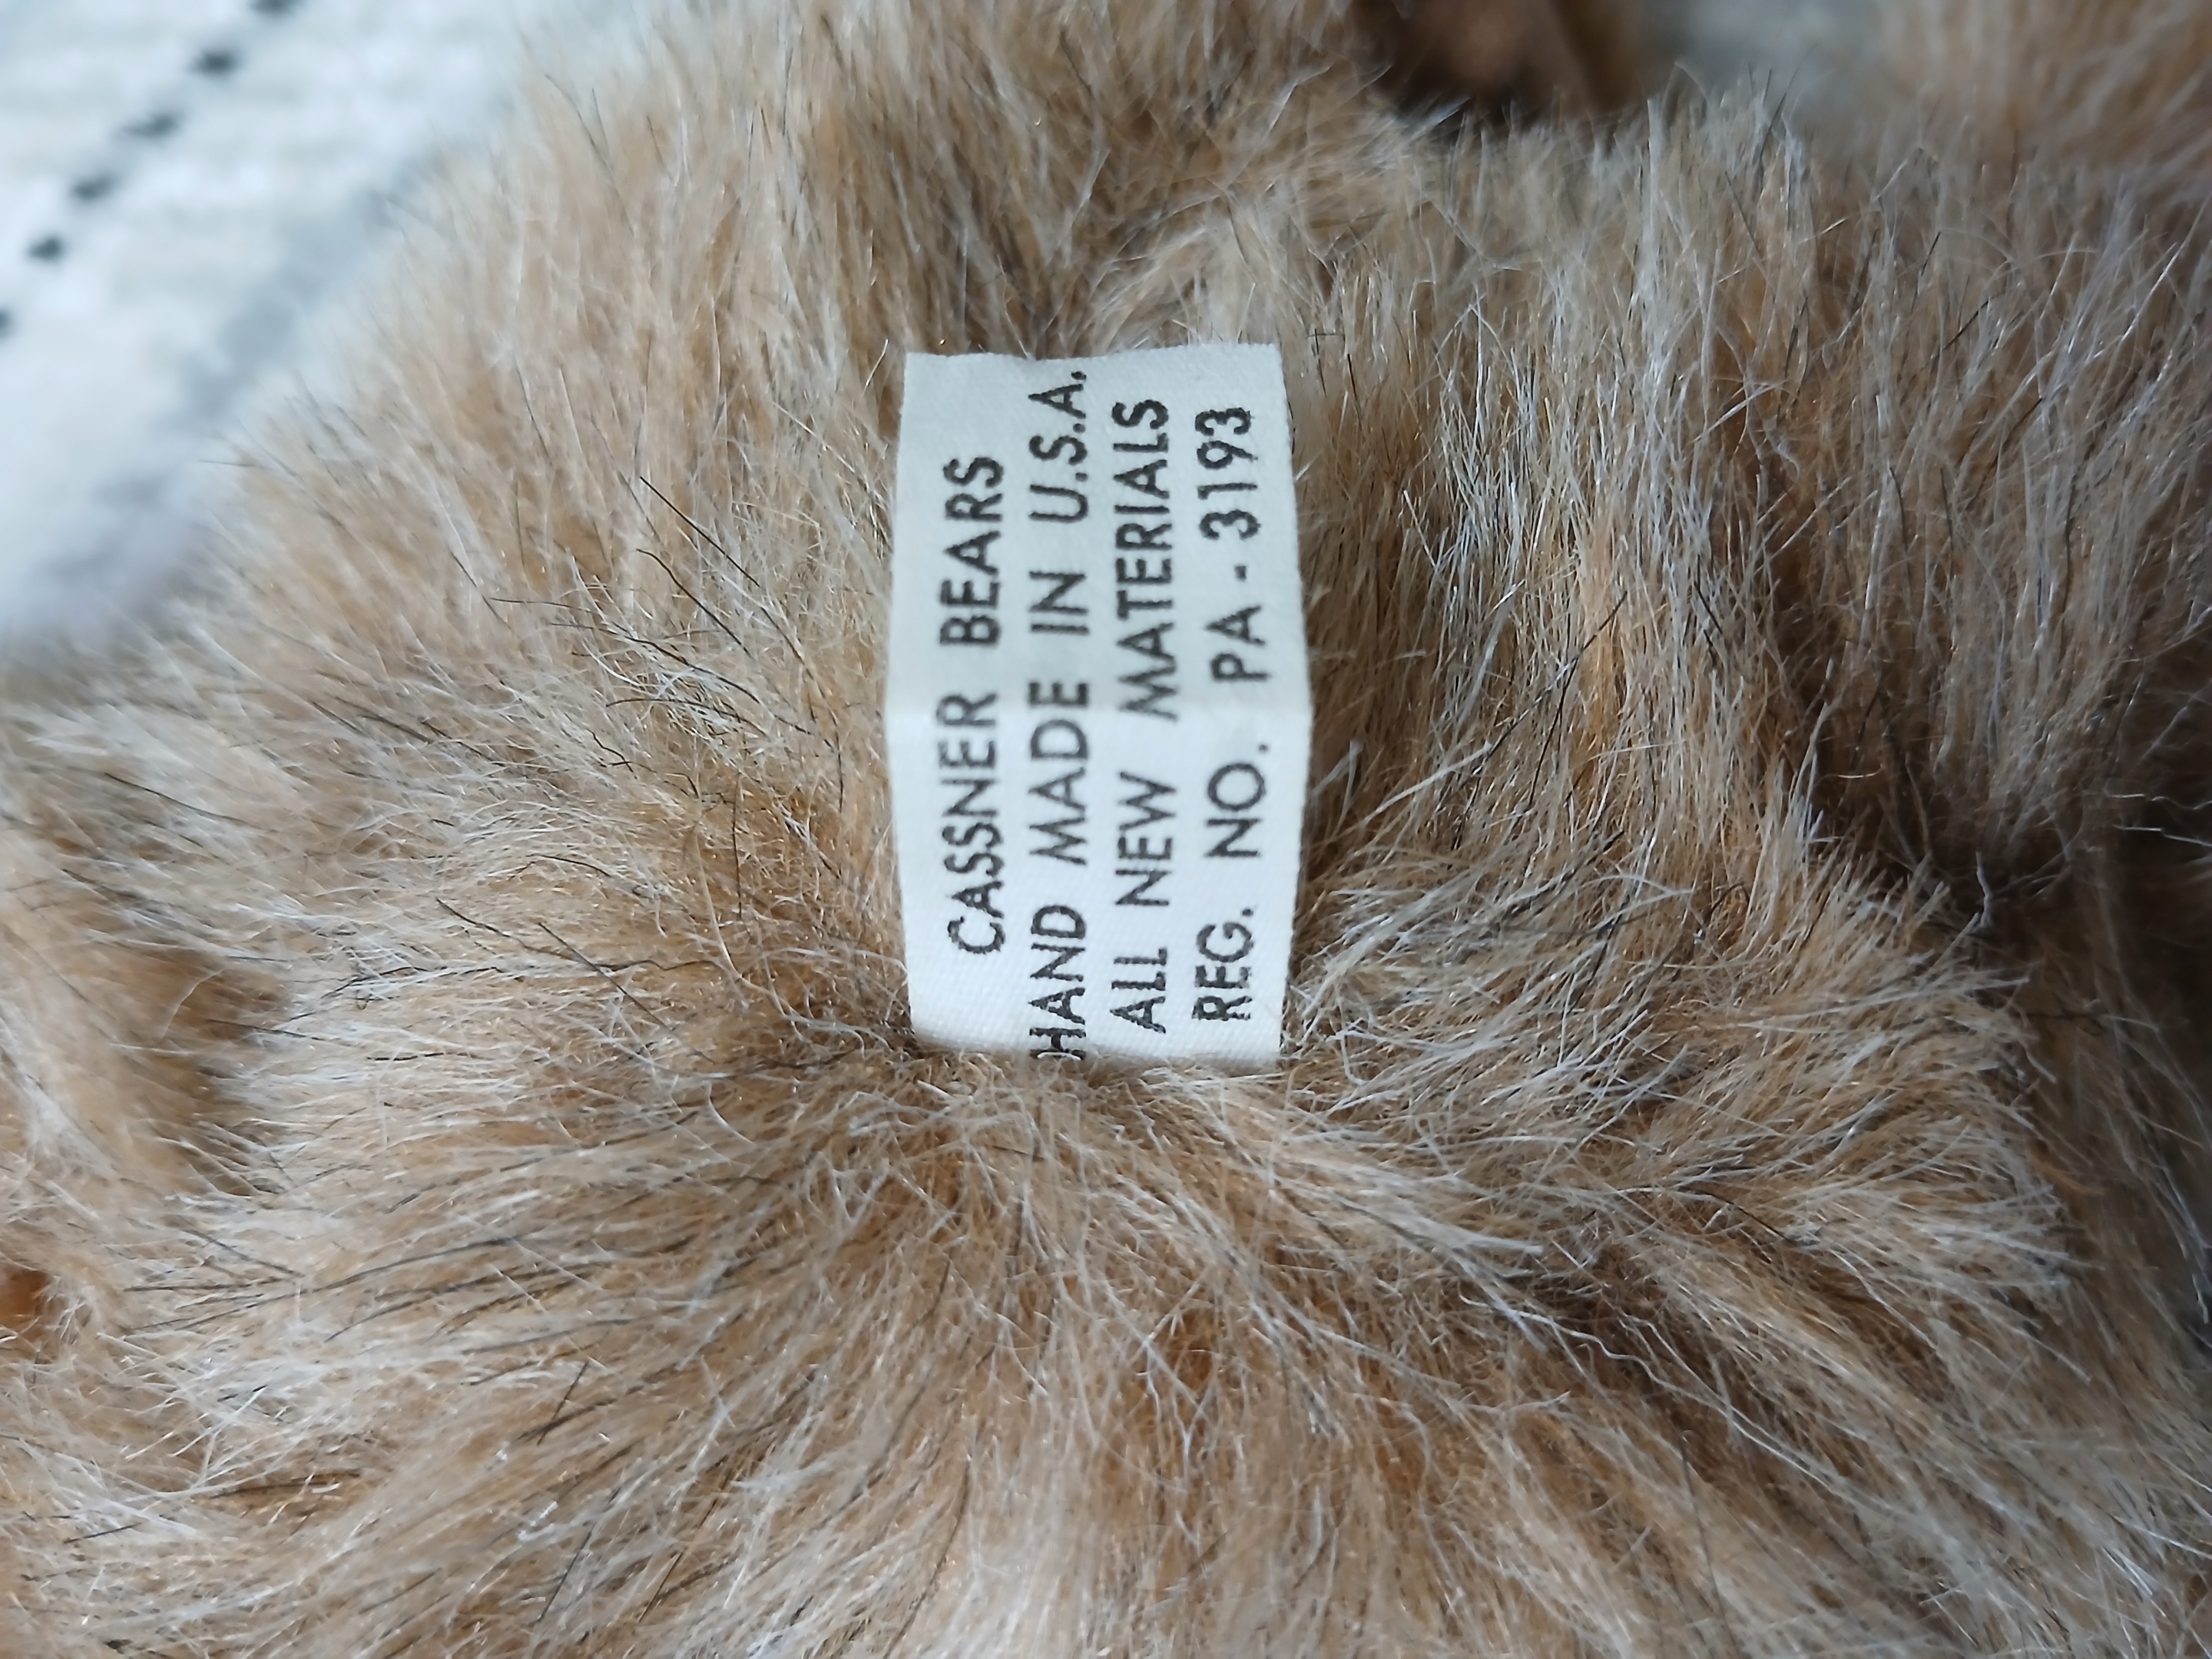 CASSNER BEARS
HAND MADE IN U.S.A.
ALL NEW MATERIALS
REG. NO. PA - 3193